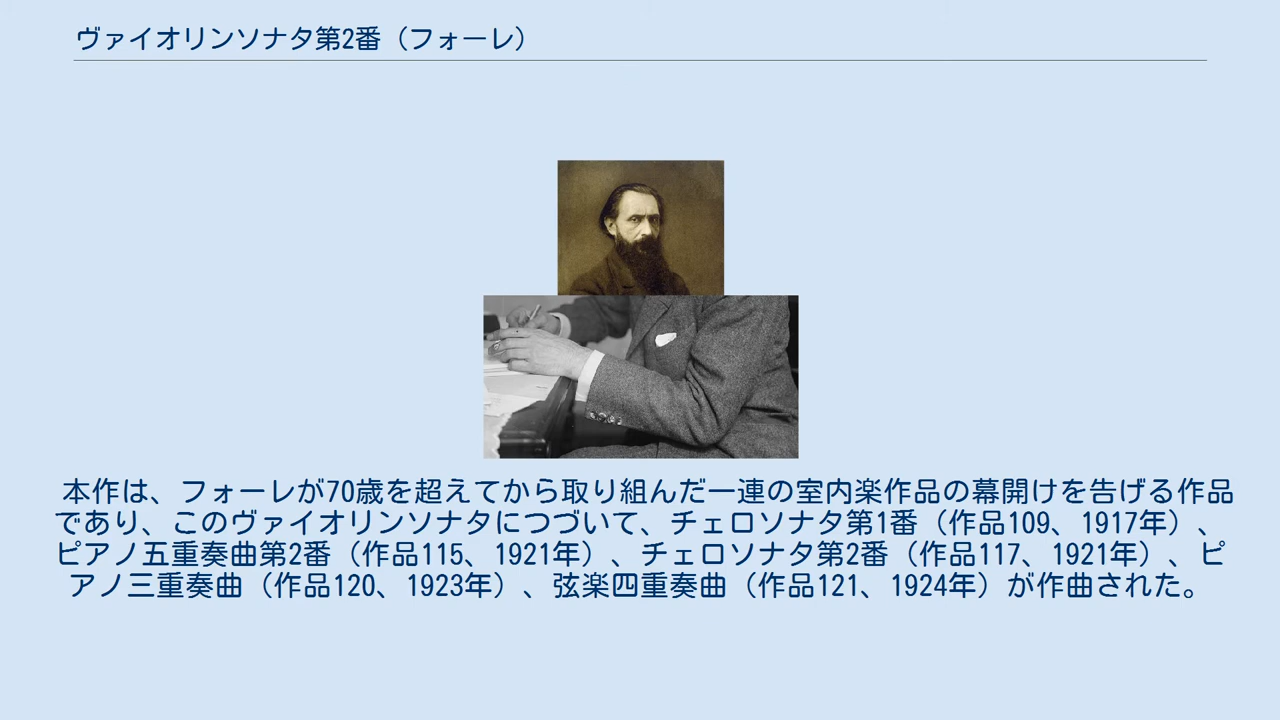 ヴァイオリンソナタ第2番（フォーレ）
本作は、フォーレが70歳を超えてから取り組んだ一連の室内楽作品の幕開けを告げる作品
であり、このヴァイオリンソナタにつづいて、チェロソナタ第1番（作品109、1917年）、
ピアノ五重奏曲第2番（作品115、1921年）、チェロソナタ第2番（作品117、1921年）、ピ
アノ三重奏曲（作品120、1923年）、弦楽四重奏曲（作品121、1924年）が作曲された。